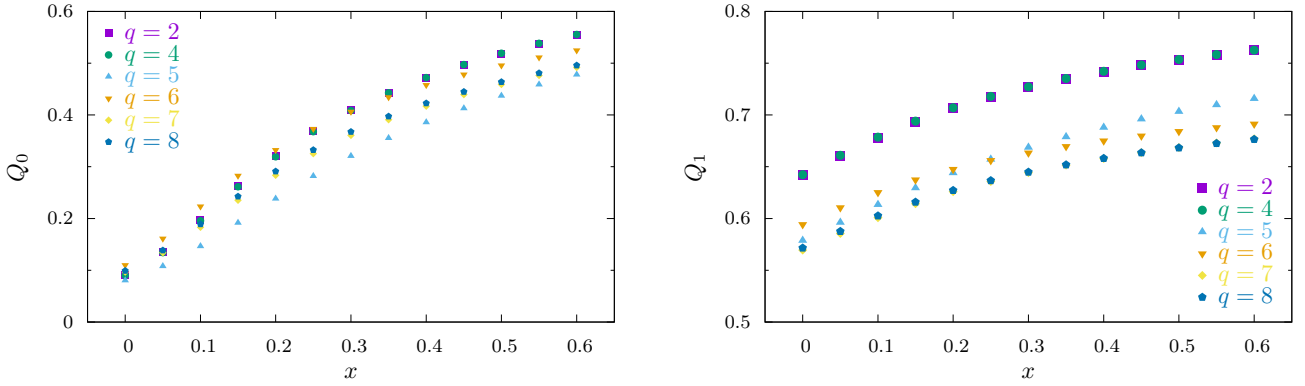 0.6
0.4
0.2
0
Q0
q = 2
q = 4
q = 5
q = 6
q = 7
q = 8
0 0.1 0.2 0.3 0.4 0.5 0.6
x
0.8
0.7
0.6
0.5
Q1
q = 2
q = 4
q = 5
q = 6
q = 7
q = 8
0 0.1 0.2 0.3 0.4 0.5 0.6
x